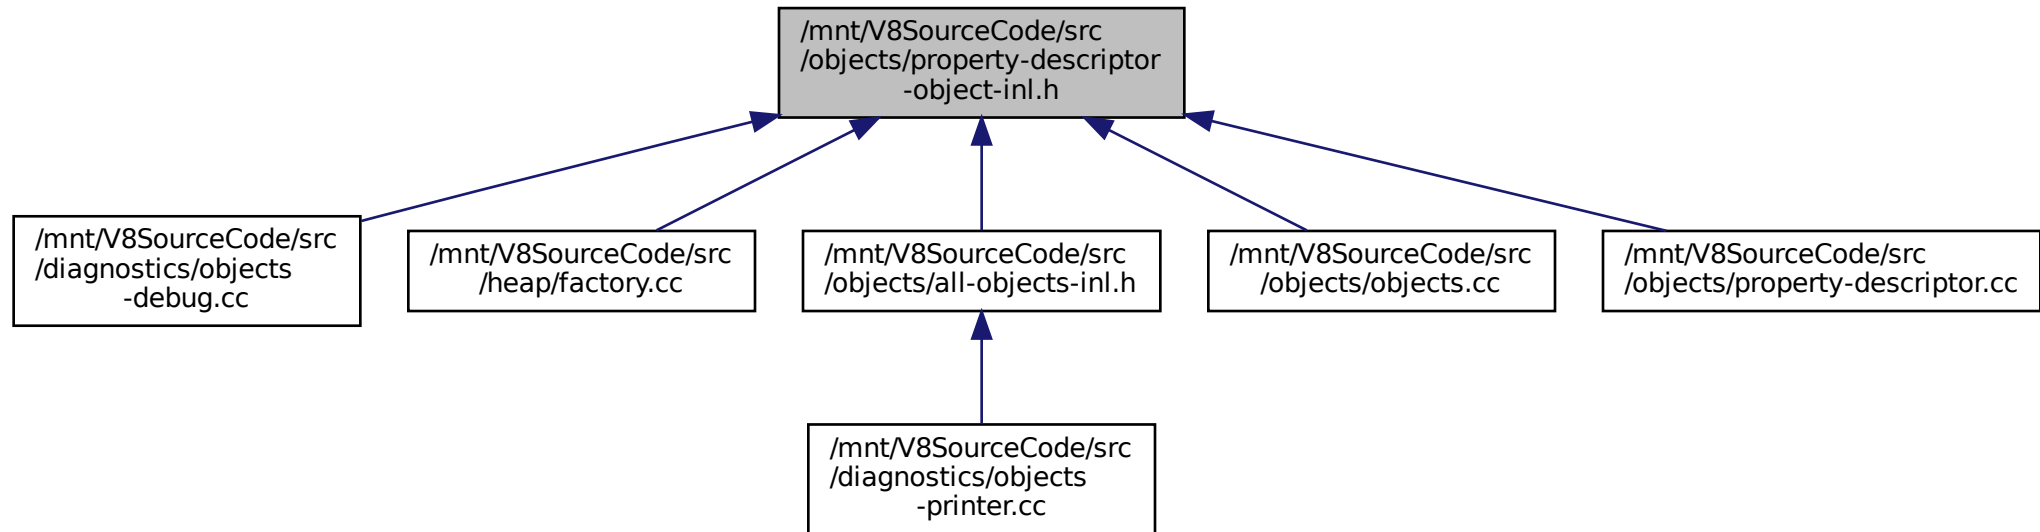 /mnt/V8SourceCode/src
/objects/property-descriptor
-object-inl.h
/mnt/V8SourceCode/src
/diagnostics/objects
-debug.cc
/mnt/V8SourceCode/src
/heap/factory.cc
/mnt/V8SourceCode/src
/objects/all-objects-inl.h
/mnt/V8SourceCode/src
/objects/objects.cc
/mnt/V8SourceCode/src
/objects/property-descriptor.cc
/mnt/V8SourceCode/src
/diagnostics/objects
-printer.cc